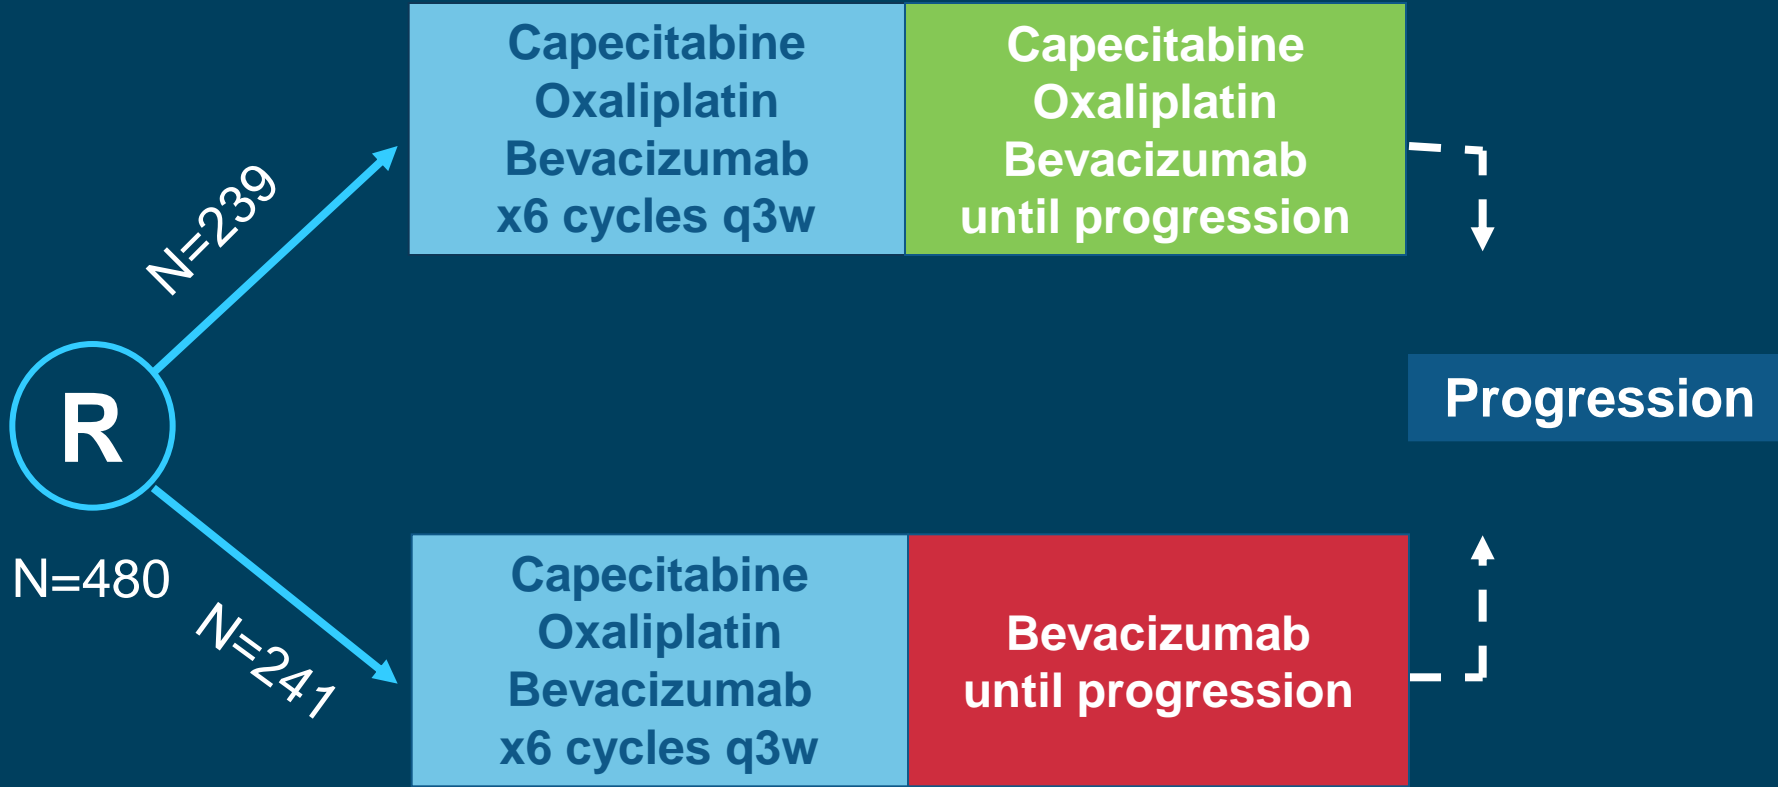 Capecitabine
Oxaliplatin
Bevacizumab
x6 cycles q3w
Capecitabine
Oxaliplatin
Bevacizumab
until progression
N=239
R
N=480
N=241
Progression
Capecitabine
Oxaliplatin
Bevacizumab
x6 cycles q3w
Bevacizumab
until progression